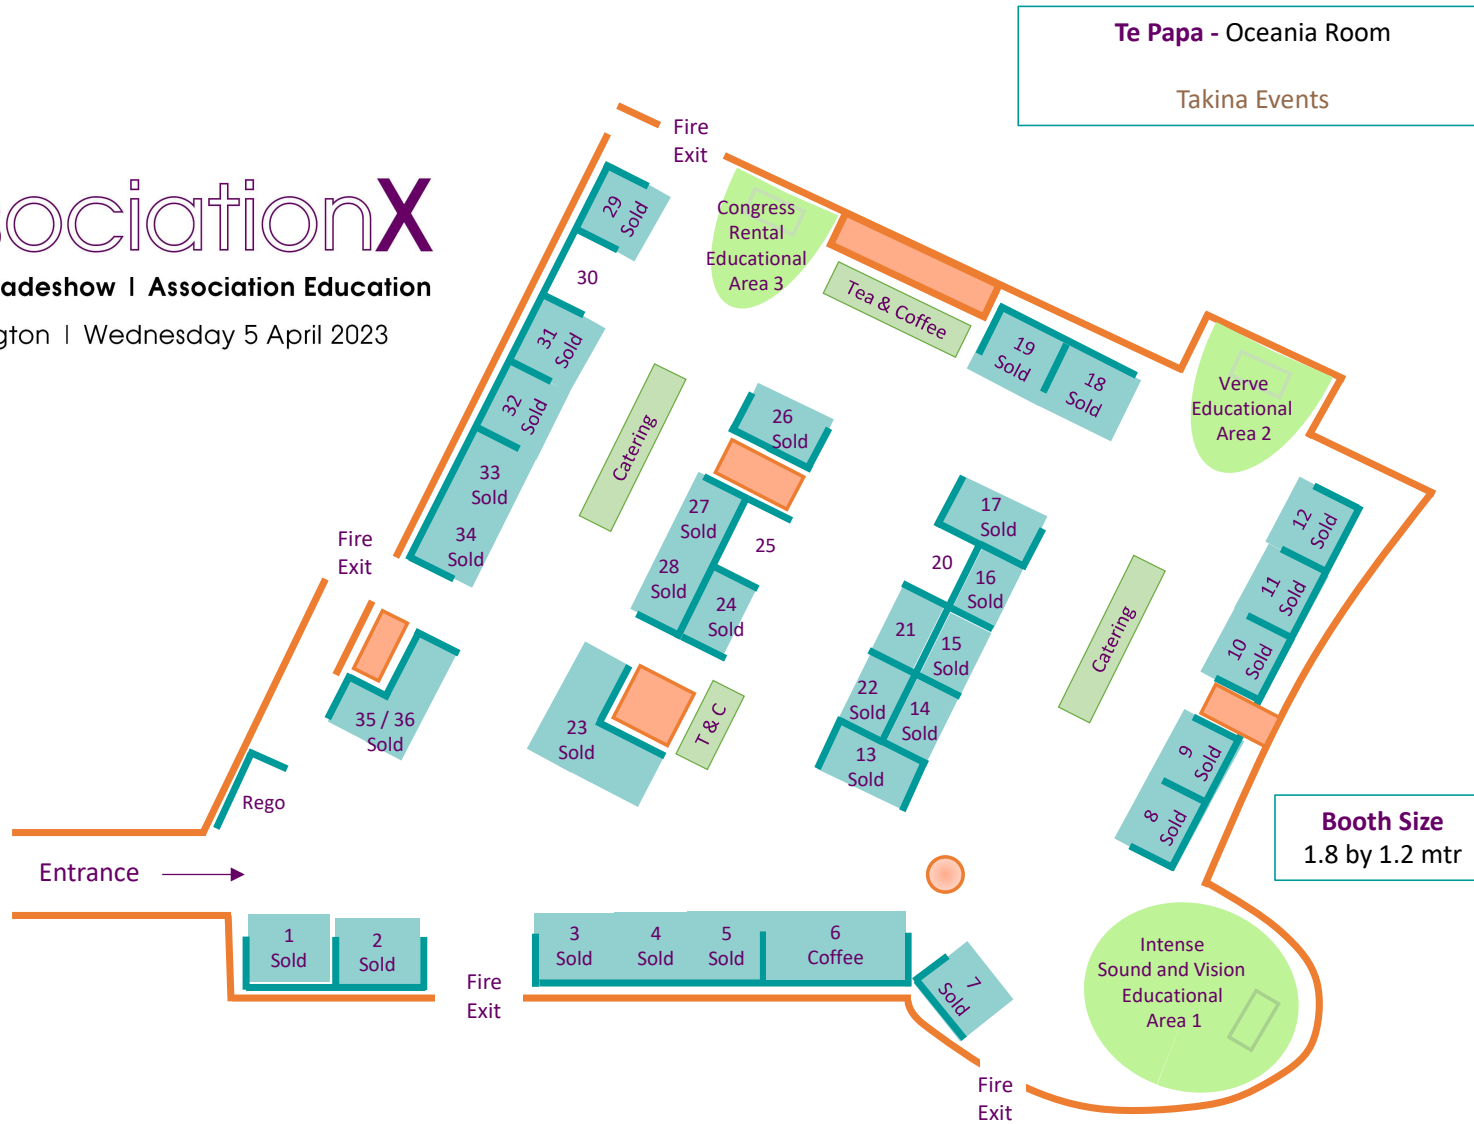 Te Papa - Oceania Room
Takina Events
ociationX
adeshow | Association Education
gton | Wednesday 5 April 2023
Fire
Exit
29
Sold
30
31
Sold
32
Sold
33
Sold
34
Sold
Fire
Exit
35 / 36
Sold
Rego
Entrance
Congress
Rental
Educational
Area 3
Tea & Coffee
19
Sold
18
Sold
Verve
Educational
Area 2
Catering
26
Sold
27
Sold
25
28
Sold
24
Sold
23
Sold
T & C
17
Sold
20
16
Sold
21
15
Sold
22
Sold
14
Sold
13
Sold
Catering
12
Sold
11
Sold
10
Sold
9
Sold
8
Sold
Booth Size
1.8 by 1.2 mtr
1
Sold
2
Sold
Fire
Exit
3
Sold
4
Sold
5
Sold
6
Coffee
7
Sold
Intense
Sound and Vision
Educational
Area 1
Fire
Exit